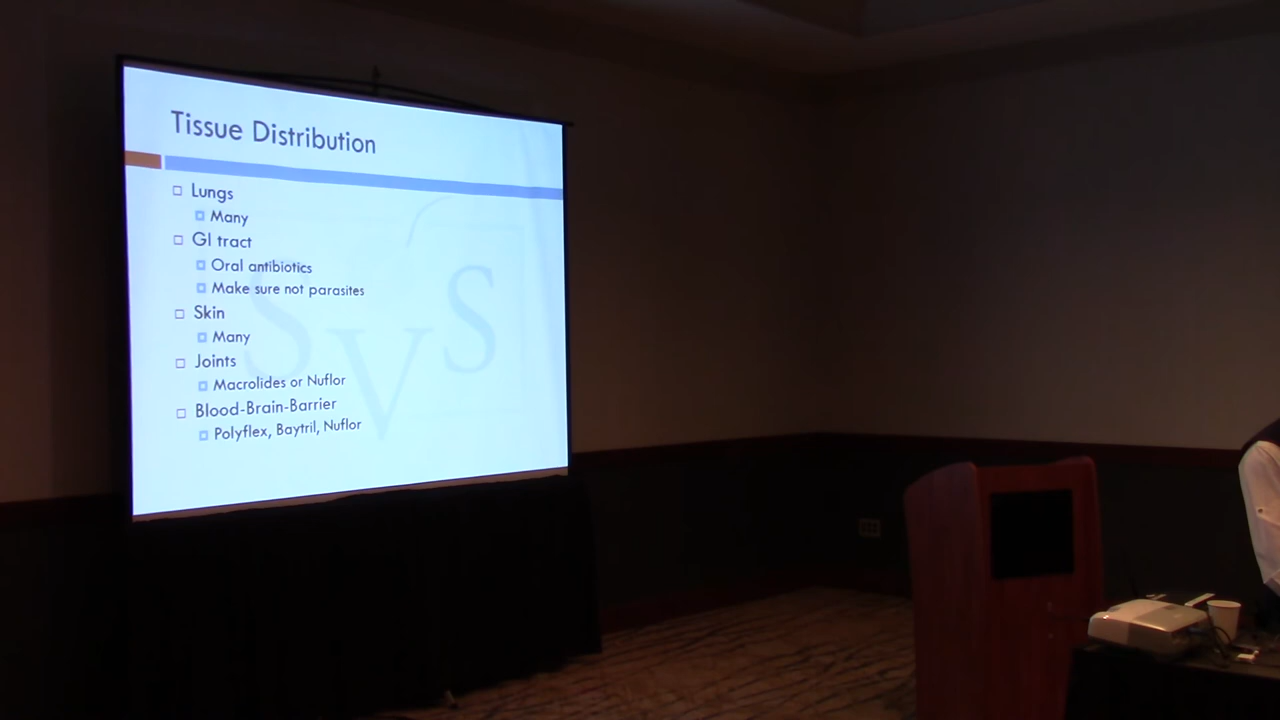 Tissue Distribution
Lungs
Many
GI tract
Oral antibiotics
Make sure not parasites
Skin
Many
Joints
Macrolides or Nuflor
Blood-Brain-Barrier
Polyflex, Baytril, Nuflor
SVS